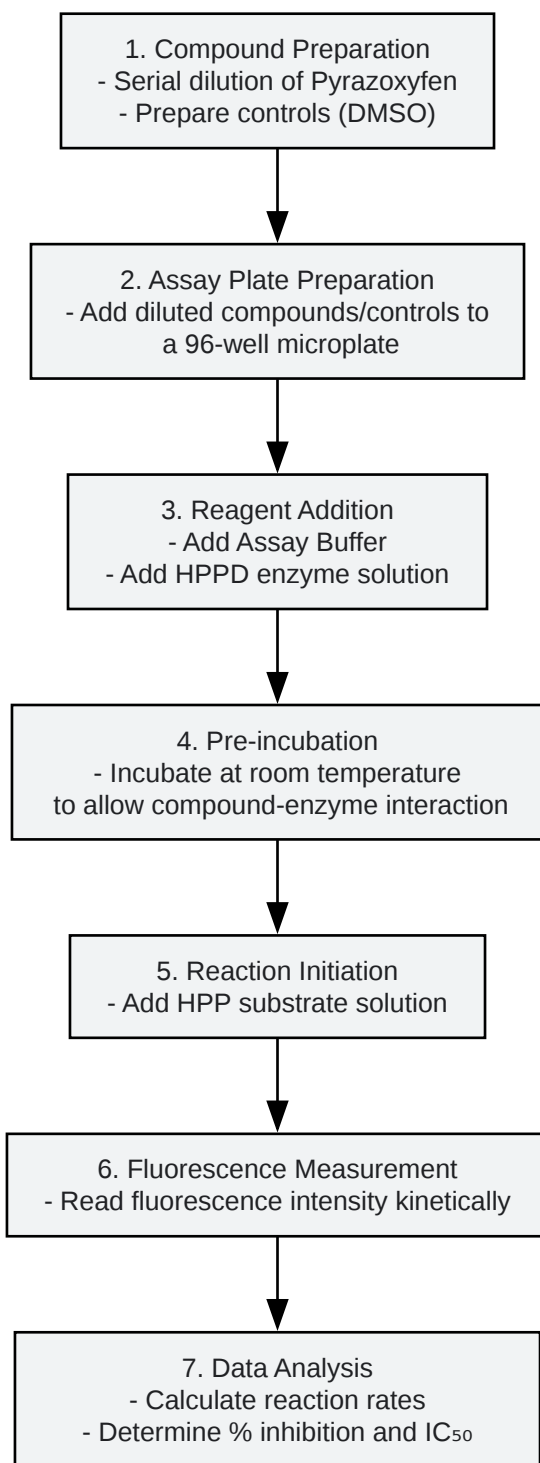 1. Compound Preparation
- Serial dilution of Pyrazoxyfen
- Prepare controls (DMSO)
2. Assay Plate Preparation
- Add diluted compounds/controls to
a 96-well microplate
3. Reagent Addition
- Add Assay Buffer
- Add HPPD enzyme solution
4. Pre-incubation
- Incubate at room temperature
to allow compound-enzyme interaction
5. Reaction Initiation
- Add HPP substrate solution
6. Fluorescence Measurement
- Read fluorescence intensity kinetically
7. Data Analysis
- Calculate reaction rates
- Determine % inhibition and IC₅₀